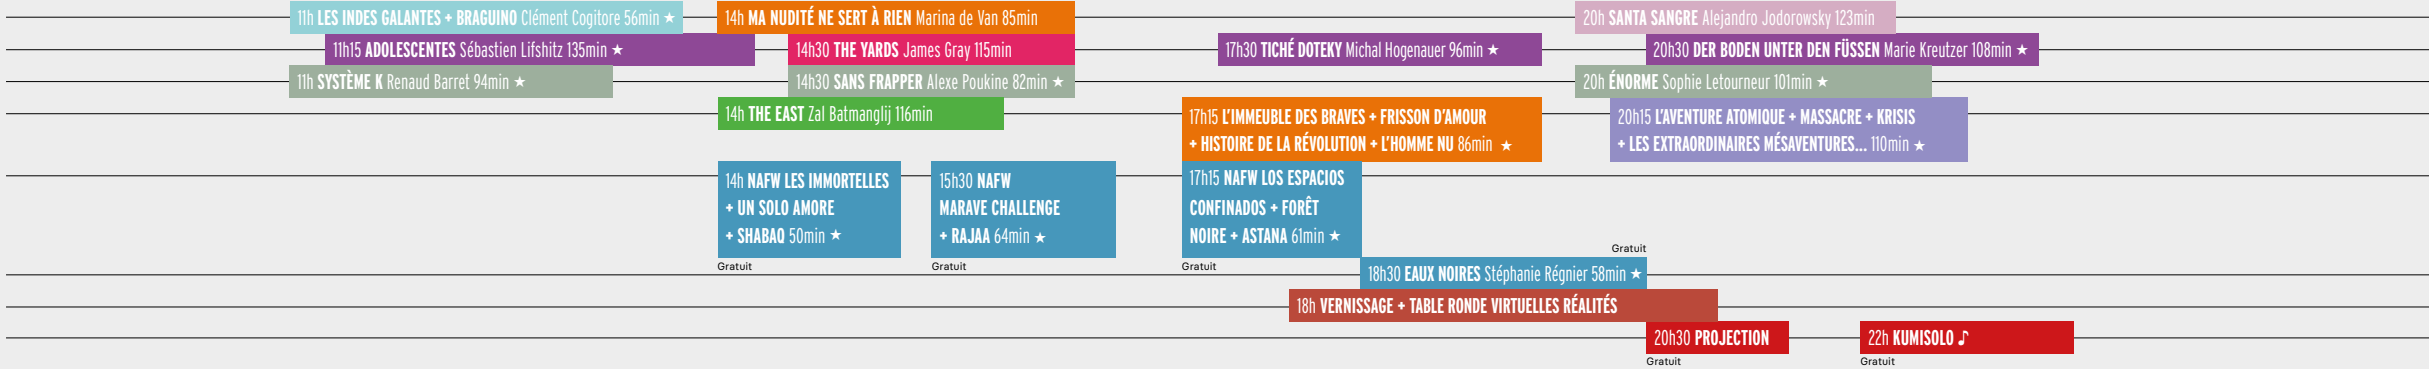 11h LES INDES GALANTES + BRAGUINO Clément Cogitore 56min ★
14h MA NUDITÉ NE SERT À RIEN Marina de Van 85min
20h SANTA SANGRE Alejandro Jodorowsky 123min
11h15 ADOLESCENTES Sébastien Lifshitz 135min ★
14h30 THE YARDS James Gray 115min
17h30 TICHÉ DOTEKY Michal Hogenauer 96min ★
20h30 DER BODEN UNTER DEN FÜSSEN Marie Kreutzer 108min ★
11h SYSTÈME K Renaud Barret 94min ★
14h30 SANS FRAPPER Alexe Poukine 82min ★
20h ÉNORME Sophie Letourneur 101min ★
14h THE EAST Zal Batmanglij 116min
17h15 L'IMMEUBLE DES BRAVES + FRISSON D'AMOUR
+ HISTOIRE DE LA RÉVOLUTION + L'HOMME NU 86min ★
20h15 L'AVENTURE ATOMIQUE + MASSACRE + KRISIS
+ LES EXTRAORDINAIRES MÉSAVENTURES... 110min ★
14h NAFW LES IMMORTELLES
+ UN SOLO AMORE
+ SHABAQ 50min ★
Gratuit
15h30 NAFW
MARAVE CHALLENGE
+ RAJAA 64min ★
Gratuit
17h15 NAFW LOS ESPACIOS
CONFINADOS + FORÊT
NOIRE + ASTANA 61min ★
Gratuit
Gratuit
18h30 EAUX NOIRES Stéphanie Régnier 58min ★
18h VERNISSAGE + TABLE RONDE VIRTUELLES RÉALITÉS
20h30 PROJECTION
Gratuit
22h KUMISOLO ♪
Gratuit